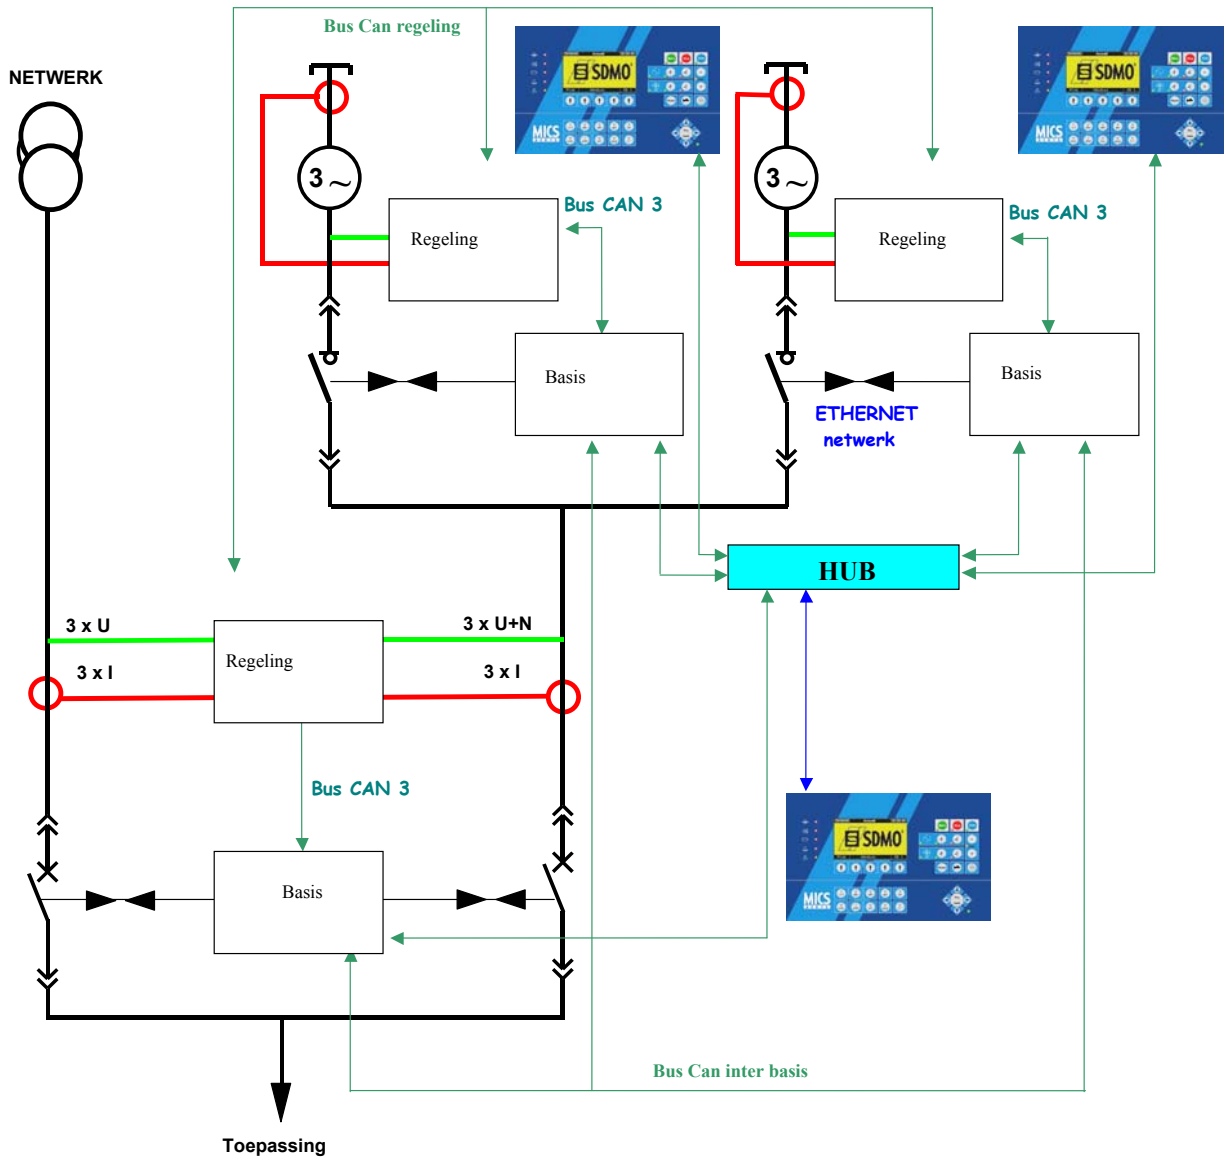 Bus Can regeling
NETWERK
SDMO
MICS
SDMO
MICS
3 ~
3 ~
Bus CAN 3
Bus CAN 3
Regeling
Regeling
Basis
Basis
ETHERNET
netwerk
HUB
3 x U
3 x U+N
Regeling
3 x I
3 x I
Bus CAN 3
SDMO
MICS
Basis
Bus Can inter basis
Toepassing